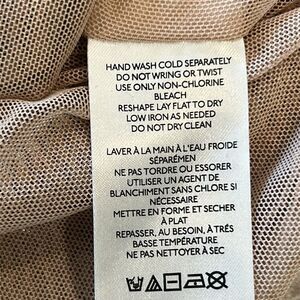 HAND WASH COLD SEPARATELY
DO NOT WRING OR TWIST
USE ONLY NON-CHLORINE
BLEACH
RESHAPE LAY FLAT TO DRY
LOW IRON AS NEEDED
DO NOT DRY CLEAN
LAVER À LA MAIN À L'EAU FROIDE
SÉPARÉMEN
NE PAS TORDRE OU ESSORER
UTILISER UN AGENT DE
BLANCHIMENT SANS CHLORE SI
NÉCESSAIRE
METTRE EN FORME ET SECHER
À PLAT
REPASSER, AU BESOIN, À TRÉS
BASSE TEMPÉRATURE
NE PAS NETTOYER SEC